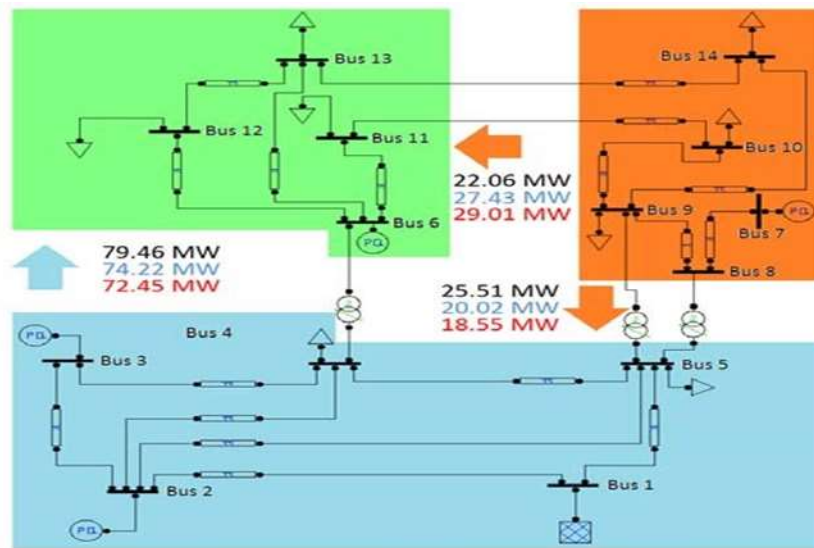 Bus 13
Bus 14
Bus 12
Bus 11
Bus 10
22.06 MW
27.43 MW
29.01 MW
Bus 9
Bus 7
Bus 6
Bus 8
79.46 MW
74.22 MW
72.45 MW
25.51 MW
20.02 MW
18.55 MW
Bus 4
Bus 3
Bus 5
Bus 2
Bus 1